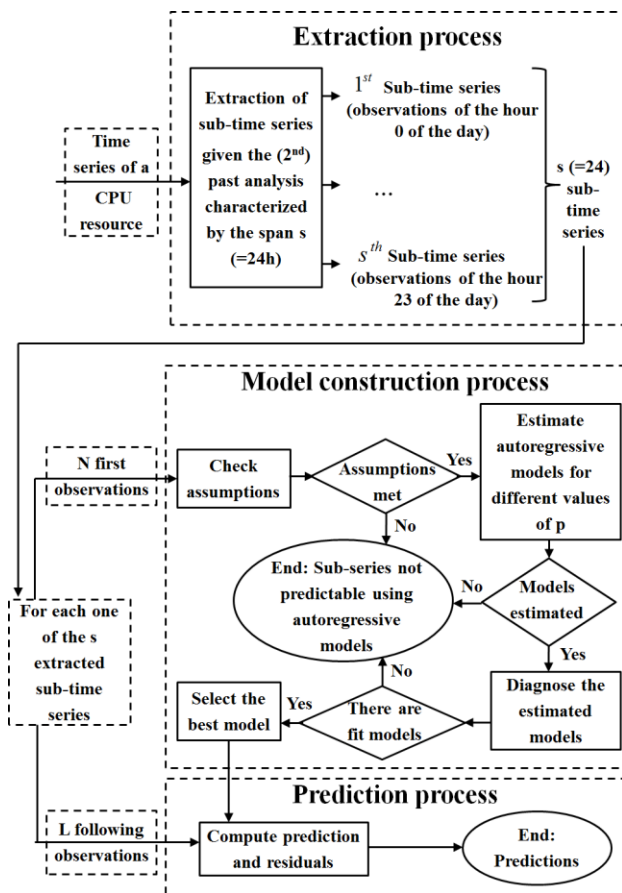 Extraction process
Time
series of a
CPU
resource
Extraction of
sub-time series
given the (2nd)
past analysis
characterized
by the span s
(=24h)
1st Sub-time series
(observations of the hour
0 of the day)
...
sth Sub-time series
(observations of the hour
23 of the day)
s (=24)
sub-
time
series
Model construction process
N first
observations
Check
assumptions
Assumptions
met
Yes
No
Estimate
autoregressive
models for
different values
of p
End: Sub-series not
predictable using
autoregressive
models
No
Models
estimated
Yes
For each one
of the s
extracted
sub-time
series
Select the
best model
Yes
No
There are
fit models
Diagnose the
estimated
models
Prediction process
L following
observations
Compute prediction
and residuals
End:
Predictions